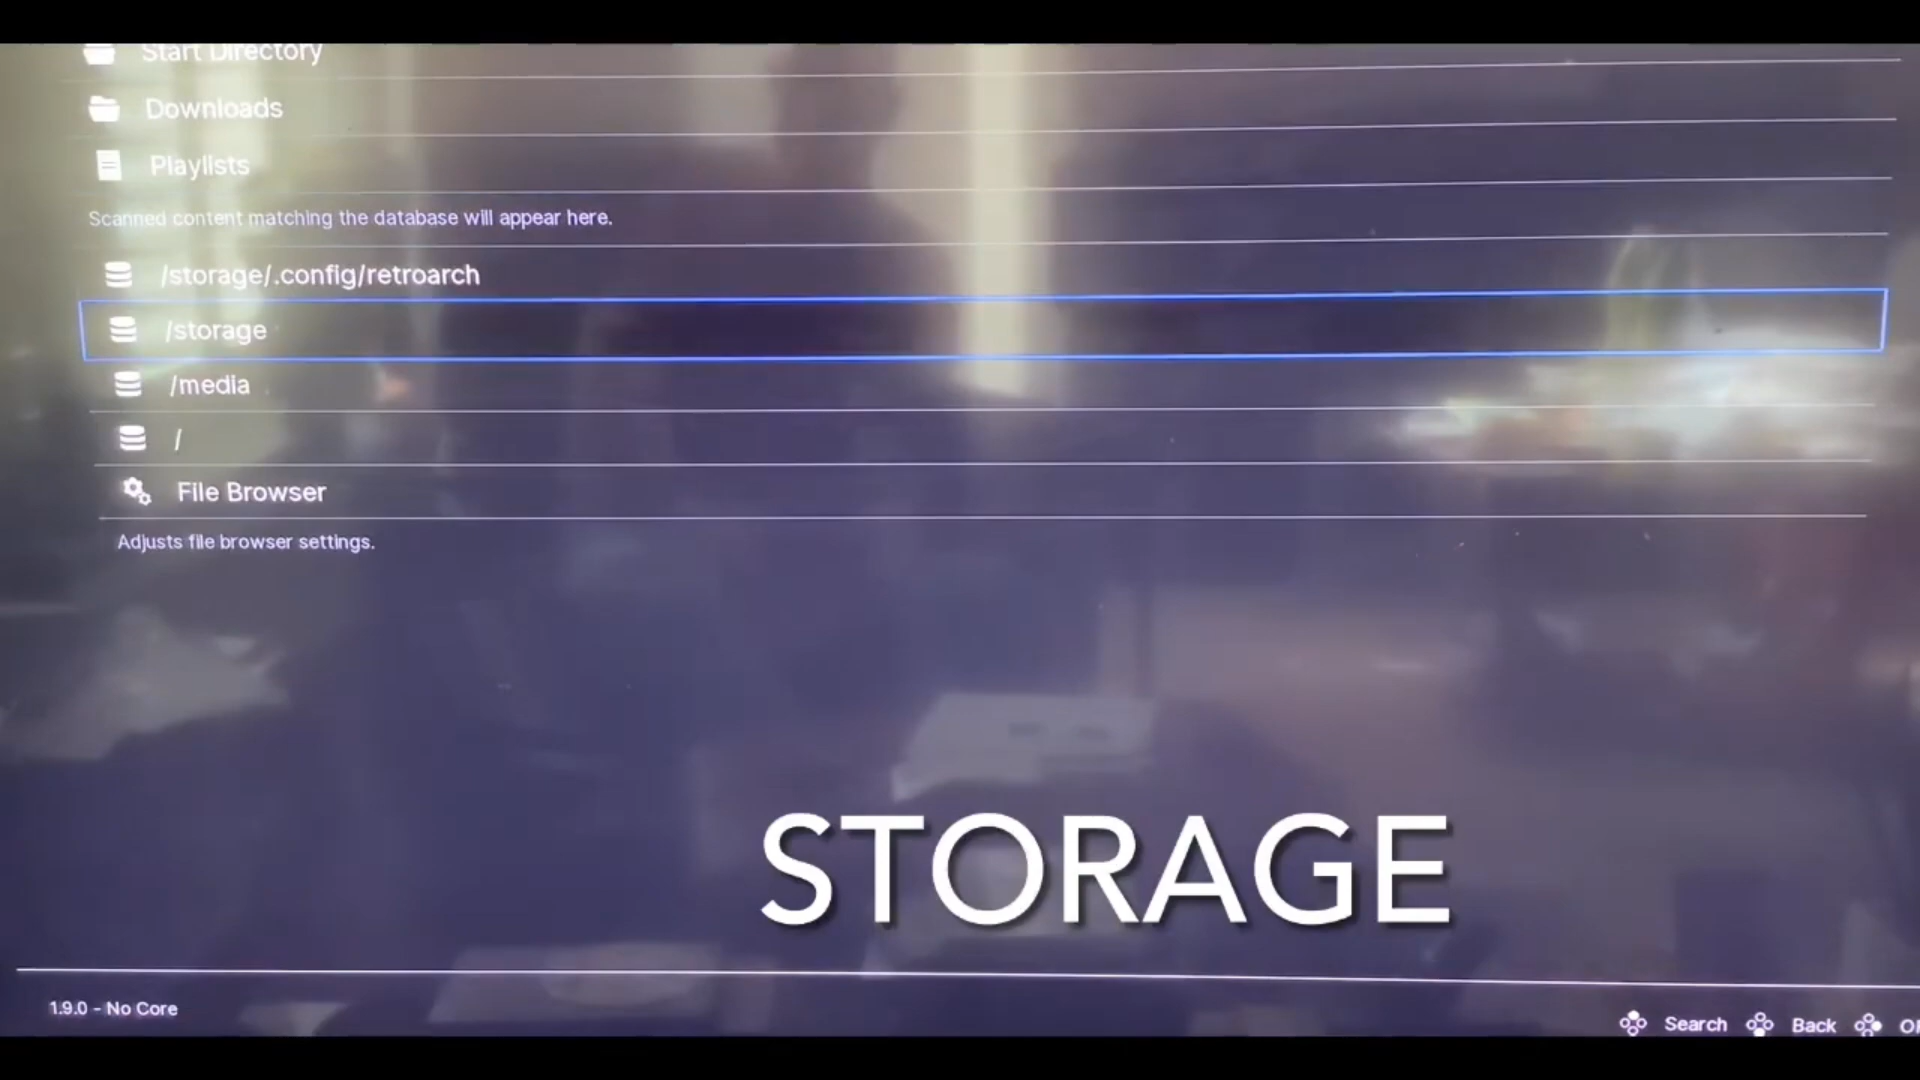 Start Directory
Downloads
Playlists
Scanned content matching the database will appear here.
/storage/.config/retroarch
/storage
/media
/
File Browser
Adjusts file browser settings.
STORAGE
1.9.0 - No Core
Search Back